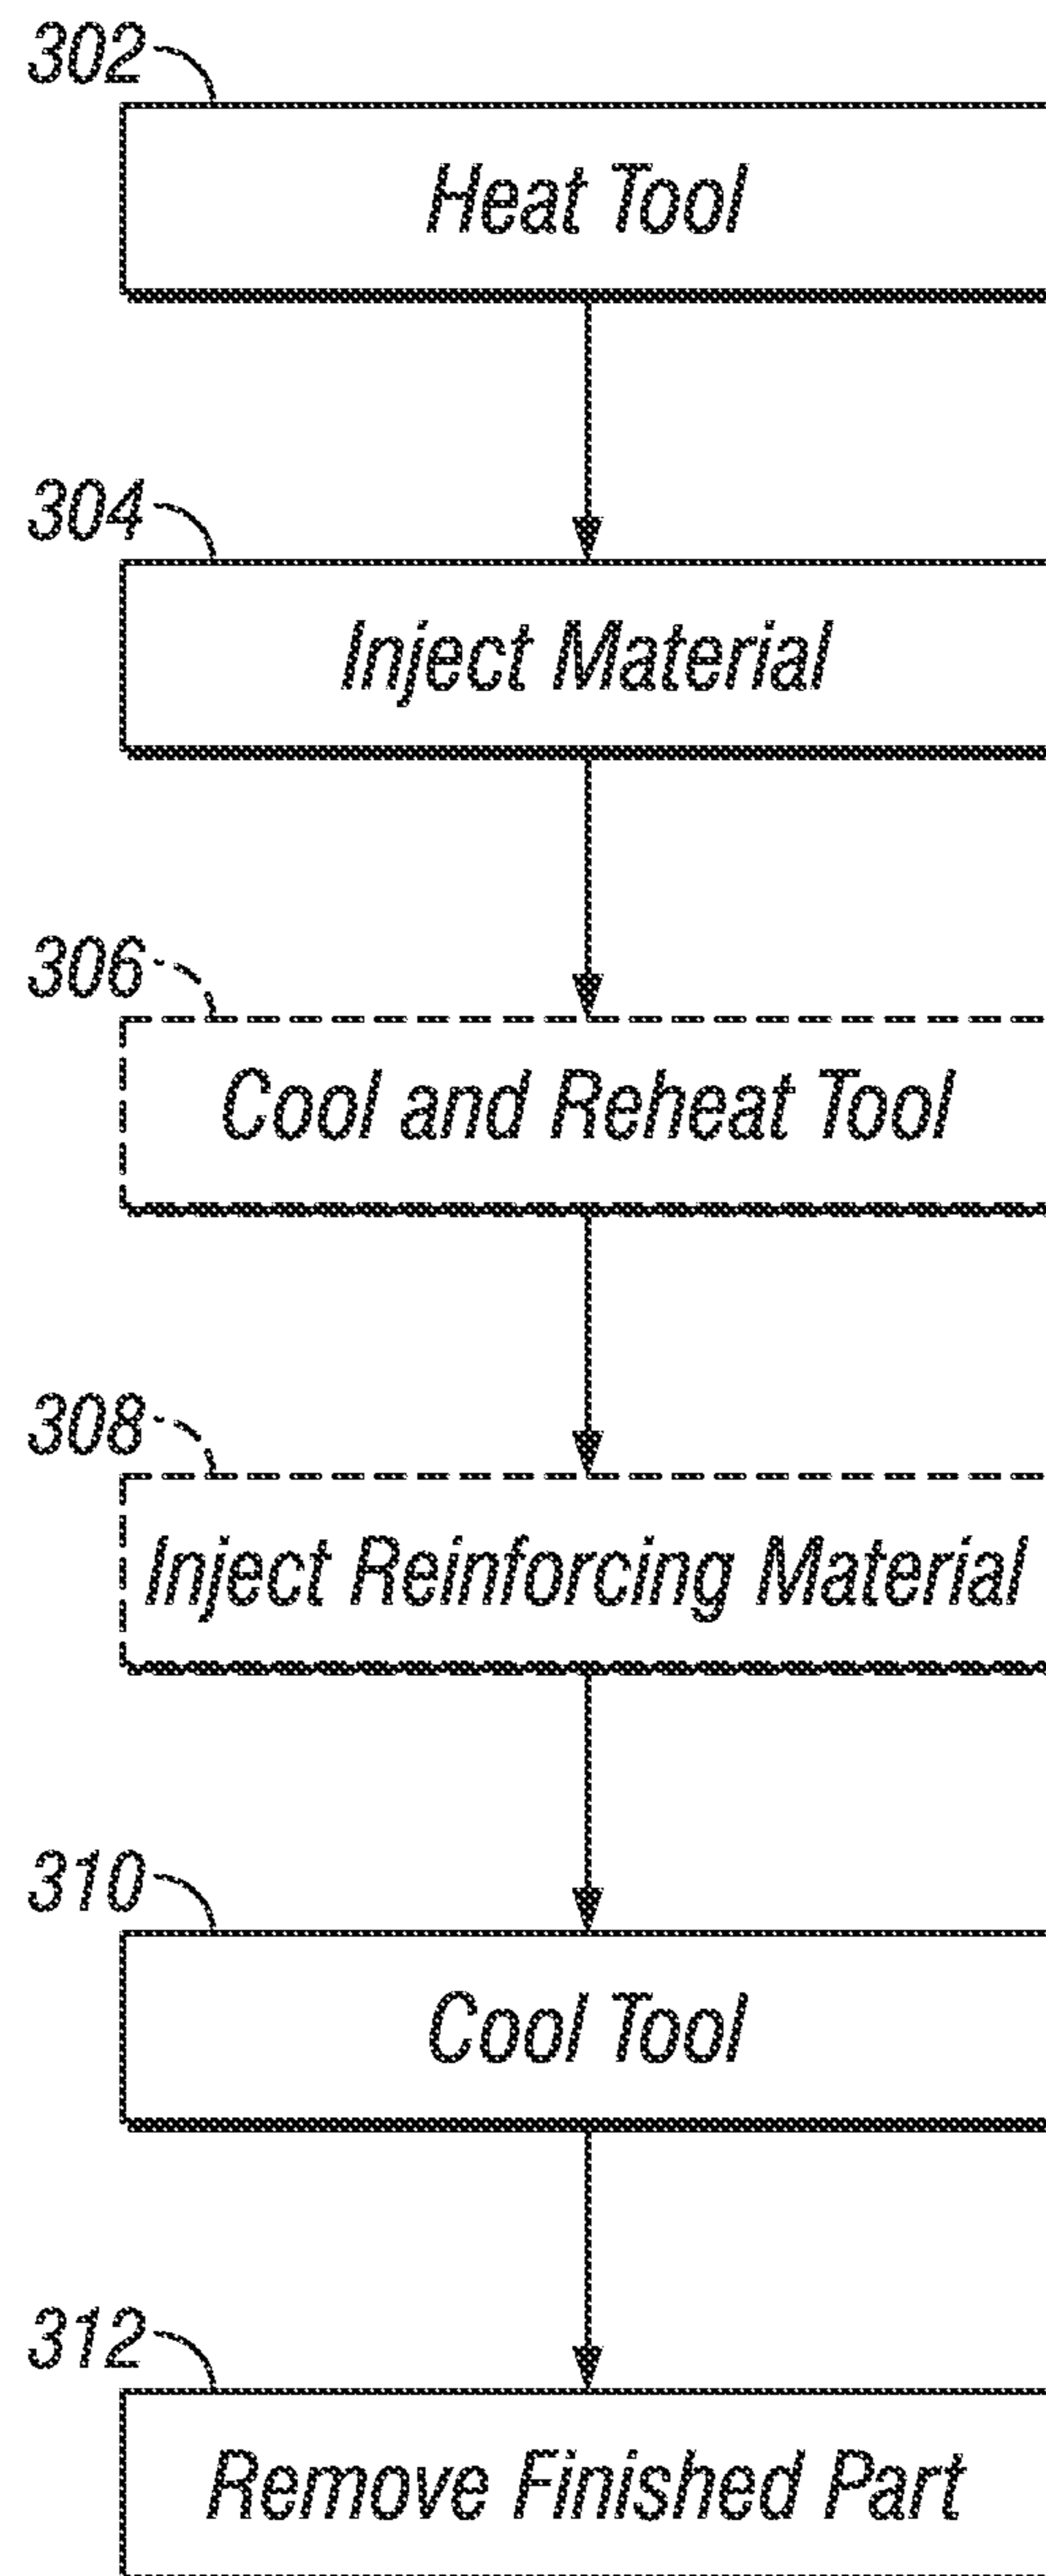 302
Heat Tool
304
Inject Material
306
Cool and Reheat Tool
308
Inject Reinforcing Material
310
Cool Tool
312
Remove Finished Part